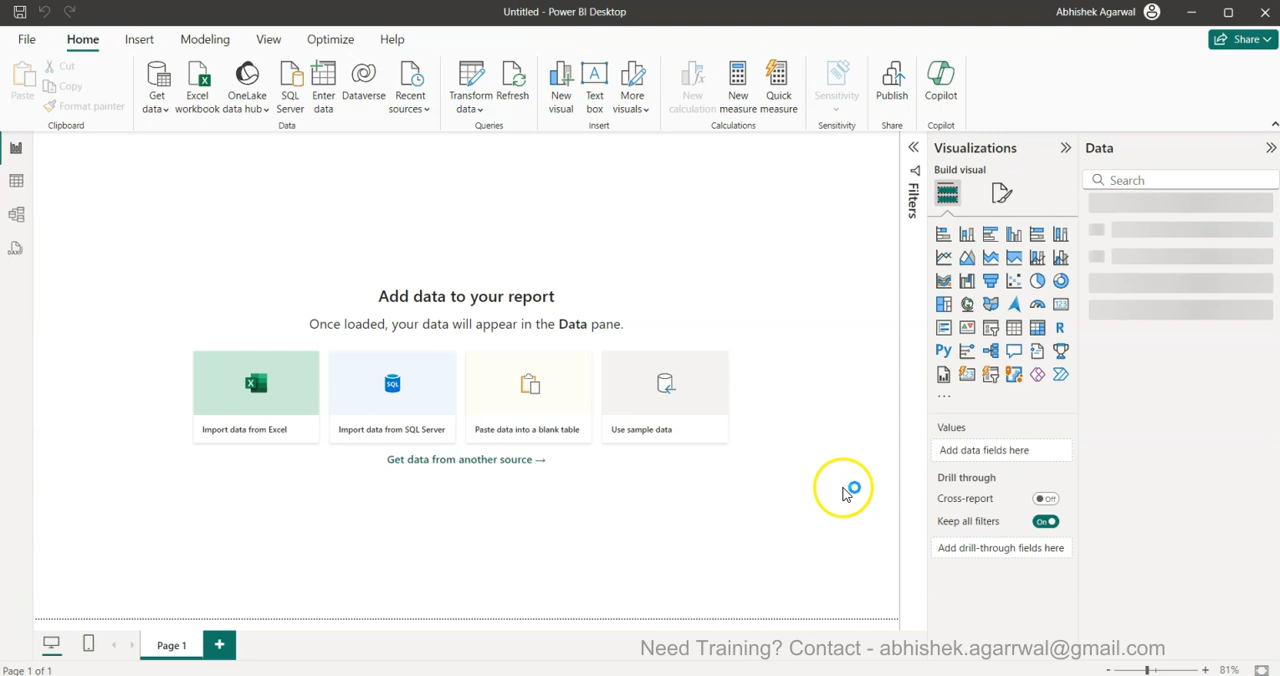 Untitled - Power BI Desktop
Abhishek Agarwal
File Home Insert Modeling View Optimize Help
Share
Paste
Cut
Copy
Format painter
Clipboard
Get data
Excel workbook
OneLake data hub
SQL Server
Enter data
Dataverse
Recent sources
Data
Transform data
Refresh
Queries
New visual
Text box
More visuals
Insert
New calculation
New measure
Quick measure
Calculations
Sensitivity
Sensitivity
Publish
Share
Copilot
Copilot
Filters
Visualizations
Build visual
R
Py
123
Values
Add data fields here
Drill through
Cross-report Off
Keep all filters On
Add drill-through fields here
Data
Search
Add data to your report
Once loaded, your data will appear in the Data pane.
SQL
Import data from Excel
Import data from SQL Server
Paste data into a blank table
Use sample data
Get data from another source →
Page 1
Need Training? Contact - abhishek.agarrwal@gmail.com
Page 1 of 1
81%